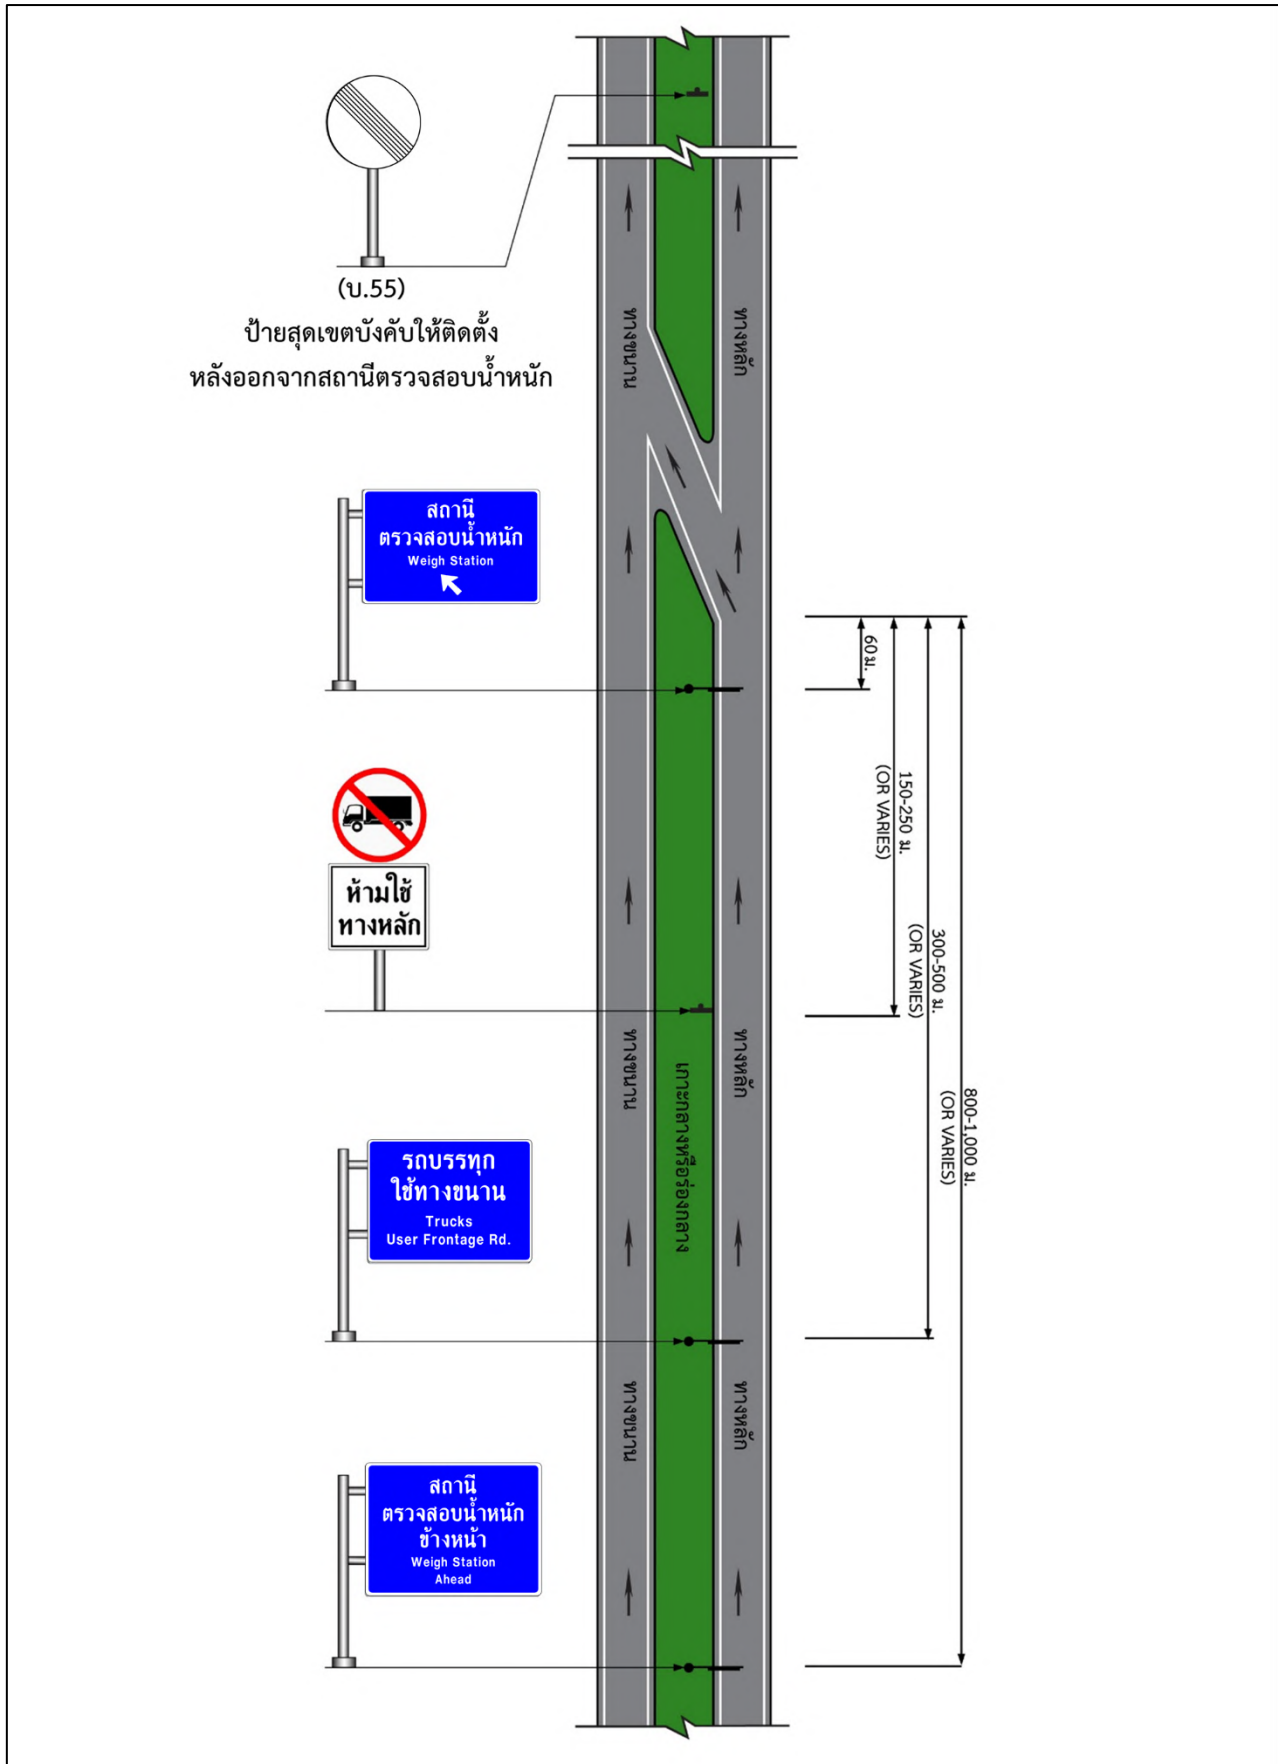 (บ.55)
ป้ายสุดเขตบังคับให้ติดตั้ง
หลังออกจากสถานีตรวจสอบน้ำหนัก
ทางขนาน
ทางหลัก
สถานี
ตรวจสอบน้ำหนัก
Weigh Station
60 ม.
150-250 ม.
(OR VARIES)
ห้ามใช้
ทางหลัก
300-500 ม.
(OR VARIES)
800-1,000 ม.
(OR VARIES)
ทางขนาน
เกาะกลางหรือร่องกลาง
ทางหลัก
รถบรรทุก
ใช้ทางขนาน
Trucks
User Frontage Rd.
ทางขนาน
ทางหลัก
สถานี
ตรวจสอบน้ำหนัก
ข้างหน้า
Weigh Station
Ahead